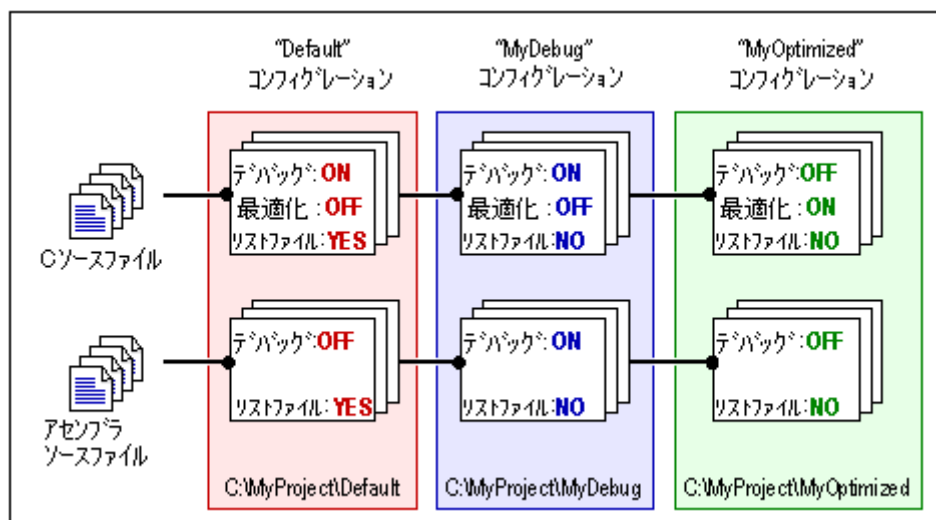 "Default"
コンフィグレーション
"MyDebug"
コンフィグレーション
"MyOptimized"
コンフィグレーション
Cソースファイル
デバッグ:ON
最適化:OFF
リストファイル:YES
デバッグ:ON
最適化:OFF
リストファイル:NO
デバッグ:OFF
最適化:ON
リストファイル:NO
アセンブラ
ソースファイル
デバッグ:OFF
リストファイル:YES
デバッグ:ON
リストファイル:NO
デバッグ:OFF
リストファイル:NO
C:\MyProject\Default
C:\MyProject\MyDebug
C:\MyProject\MyOptimized